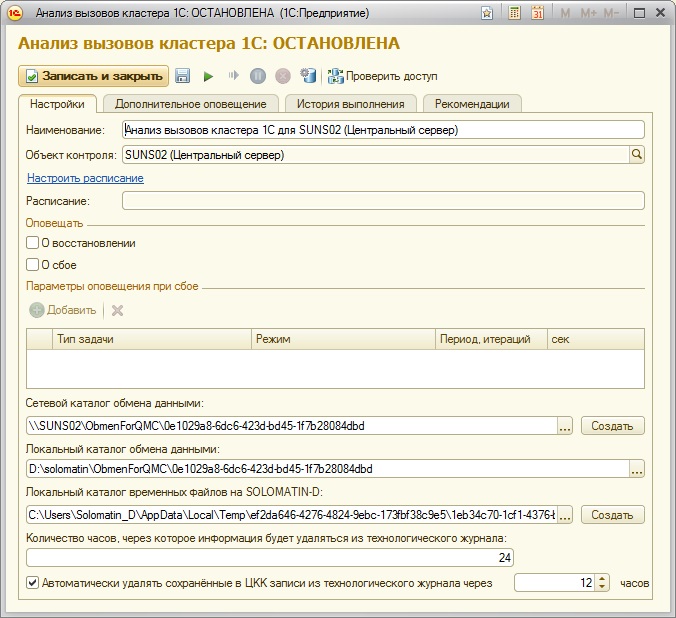 Анализ вызовов кластера 1С: ОСТАНОВЛЕНА (1С:Предприятие)
M M+ M-
Анализ вызовов кластера 1С: ОСТАНОВЛЕНА
Записать и закрыть Проверить доступ
Настройки Дополнительное оповещение История выполнения Рекомендации
Наименование: Анализ вызовов кластера 1С для SUNS02 (Центральный сервер)
Объект контроля: SUNS02 (Центральный сервер)
Настроить расписание
Расписание:
Оповещать
О восстановлении
О сбое
Параметры оповещения при сбое
Добавить
Тип задачи Режим Период, итераций сек
Сетевой каталог обмена данными:
\\SUNS02\ObmenForQMC\0e1029a8-6dc6-423d-bd45-1f7b28084dbd ... Создать
Локальный каталог обмена данными:
D:\solomatin\ObmenForQMC\0e1029a8-6dc6-423d-bd45-1f7b28084dbd ...
Локальный каталог временных файлов на SOLOMATIN-D:
C:\Users\Solomatin_D\AppData\Local\Temp\ef2da646-4276-4824-9ebc-173fbf38c9e5\1eb34c70-1cf1-4376-b ... Создать
Количество часов, через которое информация будет удаляться из технологического журнала:
24
Автоматически удалять сохранённые в ЦКК записи из технологического журнала через 12 часов